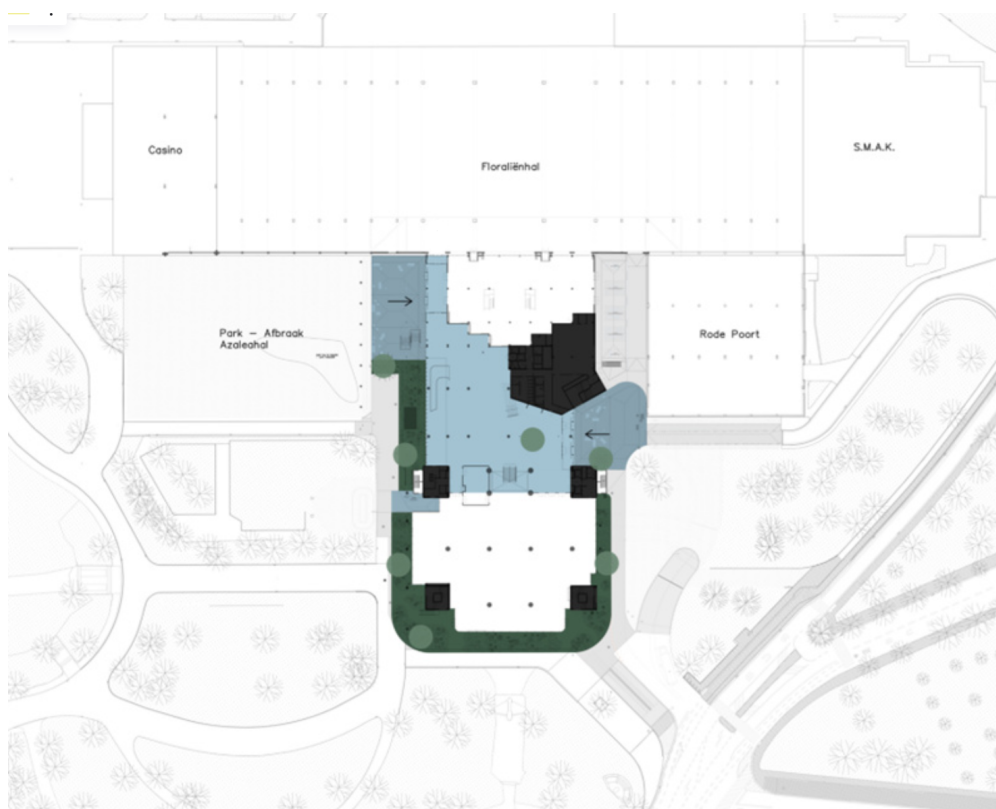 Casino
Floraliënhal
S.M.A.K.
Park – Afbraak
Azaleahal
Rode Poort